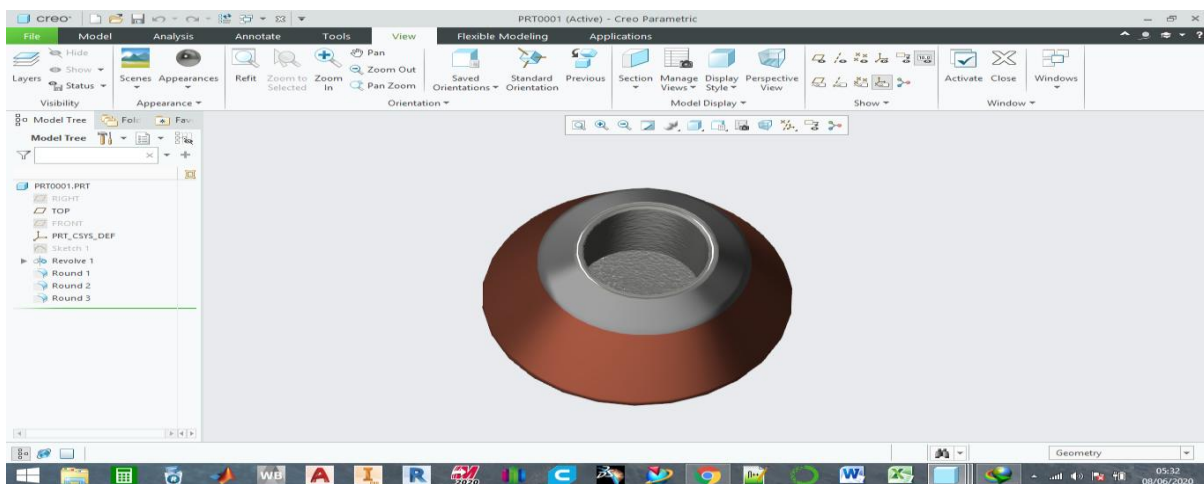 creo·
PRT0001 (Active) - Creo Parametric
File Model Analysis Annotate Tools View Flexible Modeling Applications
Hide
Show
Status
Layers
Scenes Appearances
Refit
Zoom to Selected
Zoom In
Pan
Zoom Out
Pan Zoom
Saved Orientations
Standard Orientation
Previous
Section
Manage Views
Display Style
Perspective View
Activate Close
Windows
Visibility Appearance Orientation Model Display Show Window
Model Tree Fol Fav
Model Tree
PRT0001.PRT
RIGHT
TOP
FRONT
PRT_CSYS_DEF
Sketch 1
Revolve 1
Round 1
Round 2
Round 3
Geometry
WB A I R 2020 C W X
05:32
08/06/2020